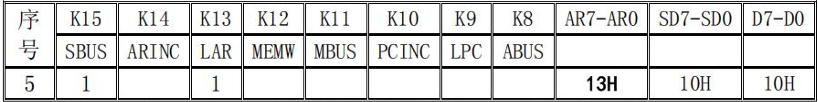 序号 K15 K14 K13 K12 K11 K10 K9 K8 AR7-AR0 SD7-SD0 D7-D0
SBUS ARINC LAR MEMW MBUS PCINC LPC ABUS
5 1 1 13H 10H 10H